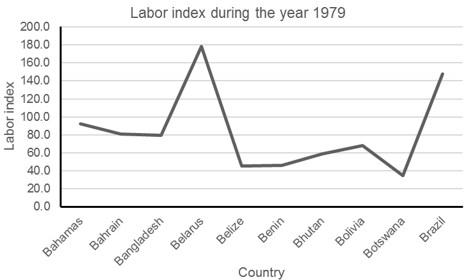 Labor index during the year 1979
200.0
180.0
160.0
140.0
120.0
100.0
80.0
60.0
40.0
20.0
0.0
Labor index
Bahamas
Bahrain
Bangladesh
Belarus
Belize
Benin
Bhutan
Bolivia
Botswana
Brazil
Country